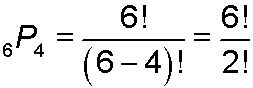 ₆P₄ = 6!/(6 − 4)! = 6!/2!